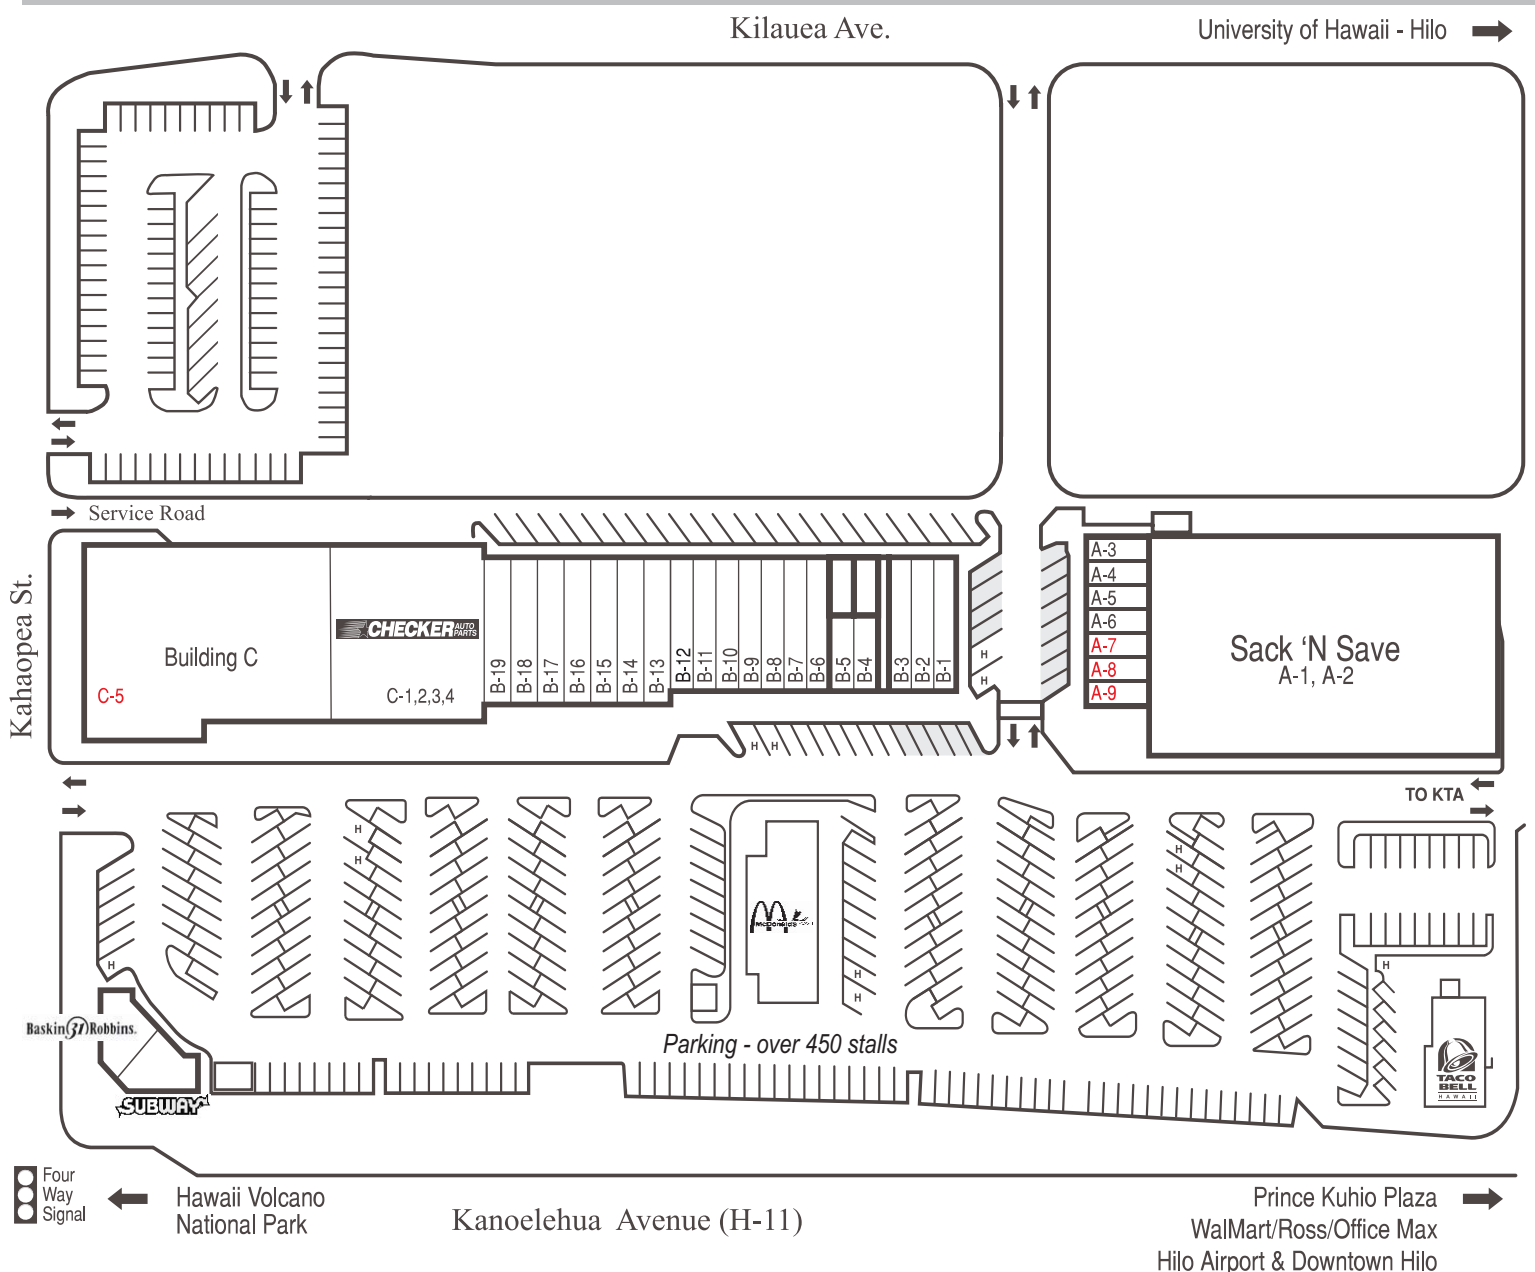 Kilauea Ave.
University of Hawaii - Hilo
Service Road
Kahaopea St.
Building C
C-5
CHECKER AUTO PARTS
C-1,2,3,4
B-19
B-18
B-17
B-16
B-15
B-14
B-13
B-12
B-11
B-10
B-9
B-8
B-7
B-6
B-5
B-4
B-3
B-2
B-1
H
H
A-3
A-4
A-5
A-6
A-7
A-8
A-9
Sack ‘N Save
A-1, A-2
H H
TO KTA
H
H
H
H
McDonald's
H
H
H
H
Baskin 31 Robbins.
SUBWAY
Parking - over 450 stalls
TACO
BELL
HAWAII
Four
Way
Signal
Hawaii Volcano
National Park
Kanoelehua Avenue (H-11)
Prince Kuhio Plaza
WalMart/Ross/Office Max
Hilo Airport & Downtown Hilo